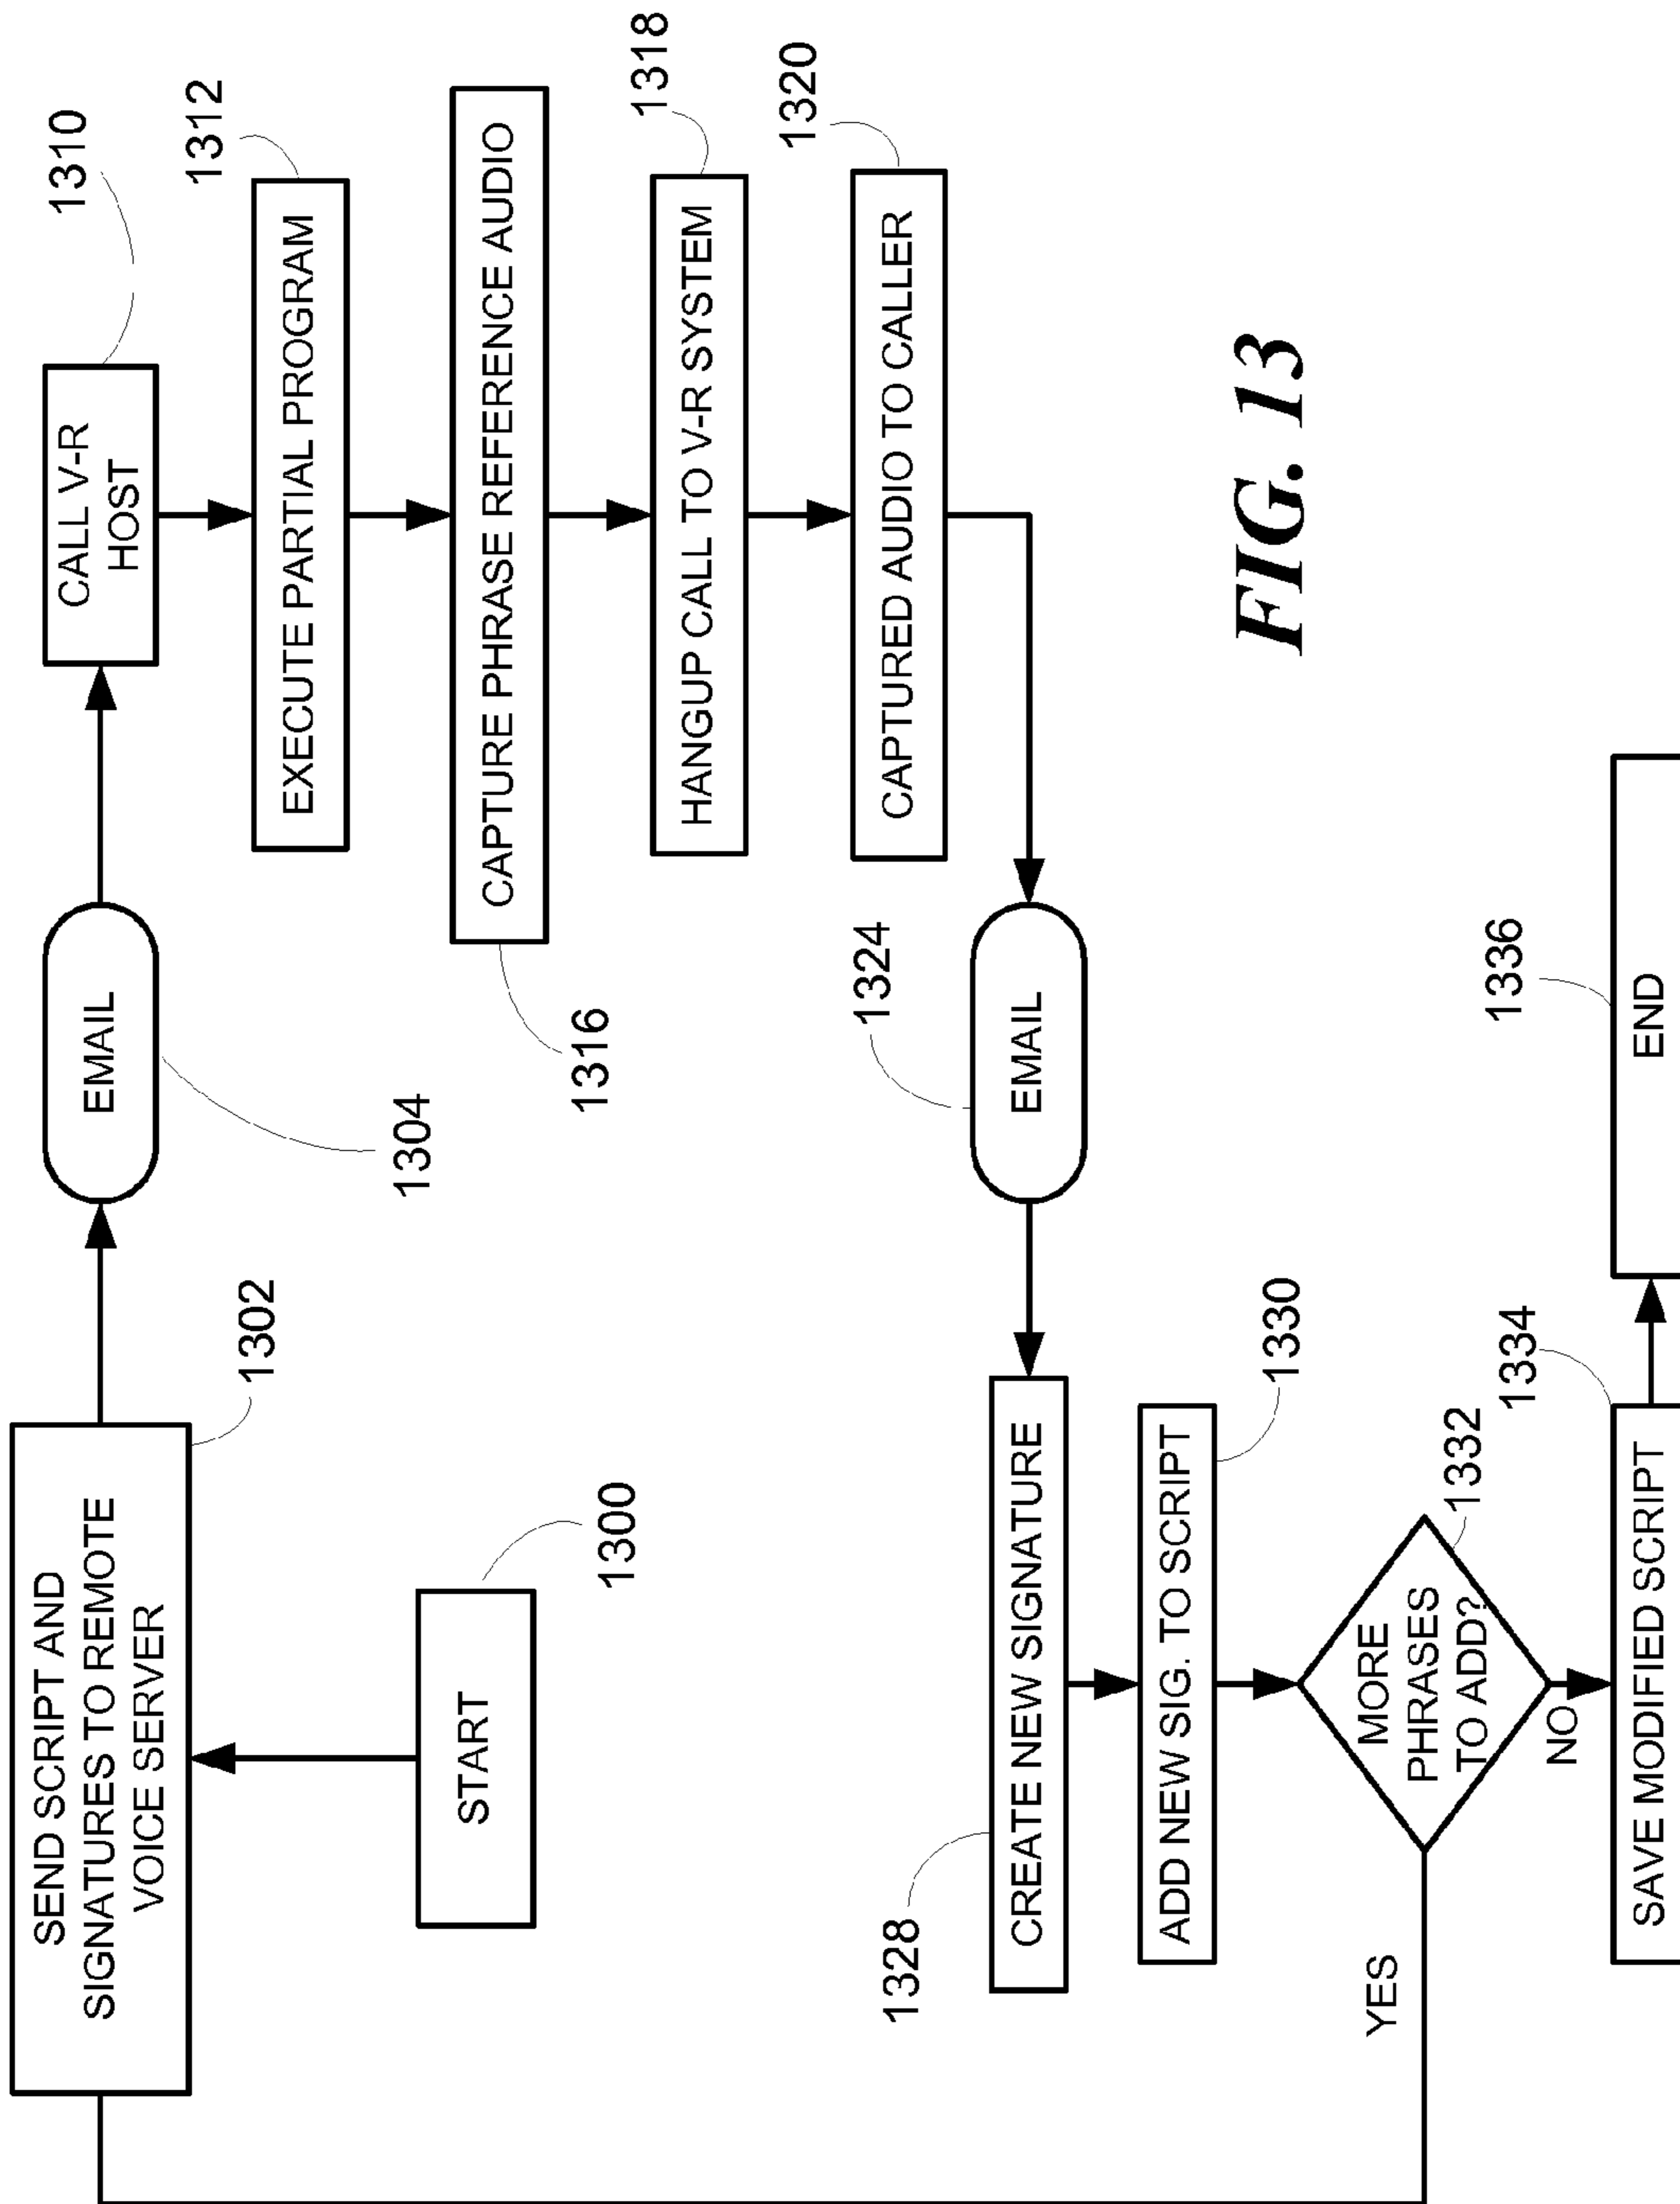 1300
START
SEND SCRIPT AND
SIGNATURES TO REMOTE
VOICE SERVER
1302
EMAIL
1304
CALL V-R
HOST
1310
EXECUTE PARTIAL PROGRAM
1312
CAPTURE PHRASE REFERENCE AUDIO
1316
HANGUP CALL TO V-R SYSTEM
1318
CAPTURED AUDIO TO CALLER
1320
EMAIL
1324
CREATE NEW SIGNATURE
1328
ADD NEW SIG. TO SCRIPT
1330
MORE
PHRASES
TO ADD?
1332
YES
NO
SAVE MODIFIED SCRIPT
1334
END
1336
FIG. 13